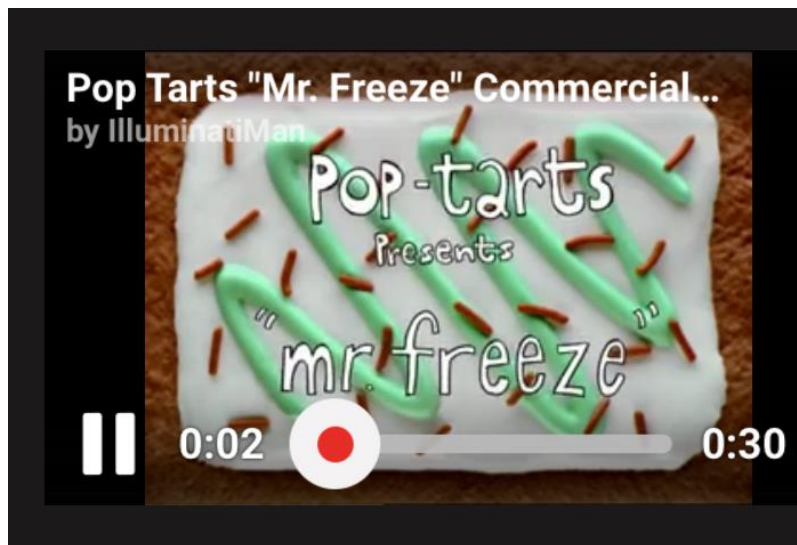 Pop Tarts "Mr. Freeze" Commercial...
by IlluminatiMan
Pop-tarts
Presents
"mr. freeze"
0:02
0:30